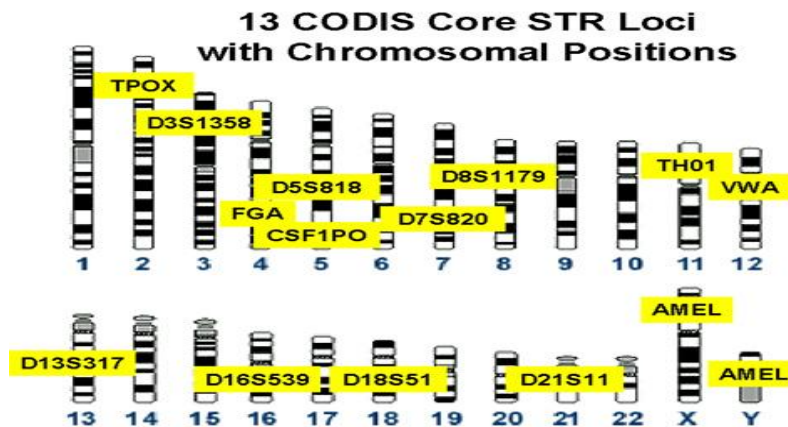 13 CODIS Core STR Loci
with Chromosomal Positions
TPOX
D3S1358
D5S818
FGA
CSF1PO
D7S820
D8S1179
TH01
VWA
1 2 3 4 5 6 7 8 9 10 11 12
AMEL
D13S317
D16S539
D18S51
D21S11
AMEL
13 14 15 16 17 18 19 20 21 22 X Y